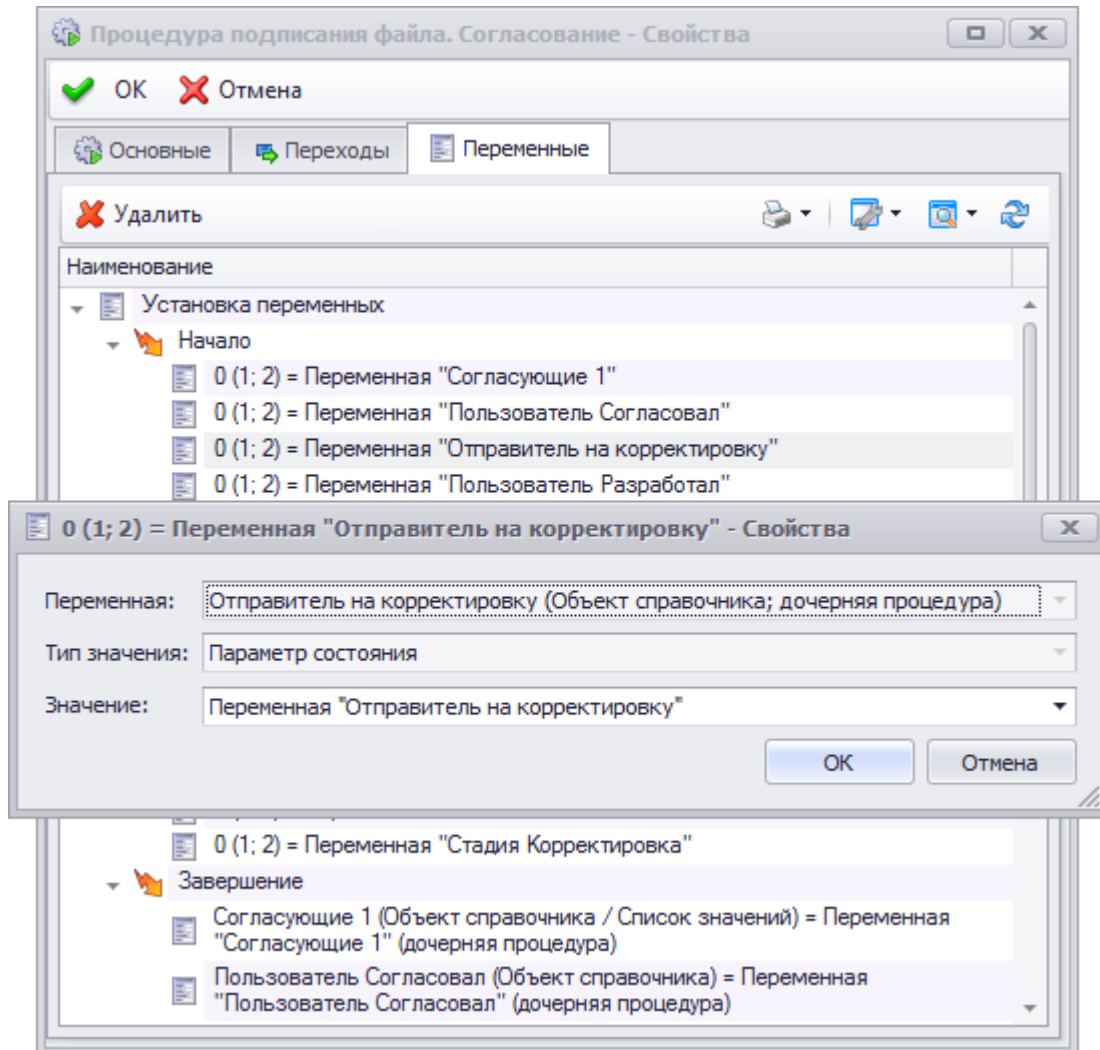 Процедура подписания файла. Согласование - Свойства
ОК Отмена
Основные Переходы Переменные
Удалить
Наименование
Установка переменных
Начало
0 (1; 2) = Переменная "Согласующие 1"
0 (1; 2) = Переменная "Пользователь Согласовал"
0 (1; 2) = Переменная "Отправитель на корректировку"
0 (1; 2) = Переменная "Пользователь Разработал"
0 (1; 2) = Переменная "Отправитель на корректировку" - Свойства
Переменная: Отправитель на корректировку (Объект справочника; дочерняя процедура)
Тип значения: Параметр состояния
Значение: Переменная "Отправитель на корректировку"
ОК Отмена
0 (1; 2) = Переменная "Стадия Корректировка"
Завершение
Согласующие 1 (Объект справочника / Список значений) = Переменная
"Согласующие 1" (дочерняя процедура)
Пользователь Согласовал (Объект справочника) = Переменная
"Пользователь Согласовал" (дочерняя процедура)